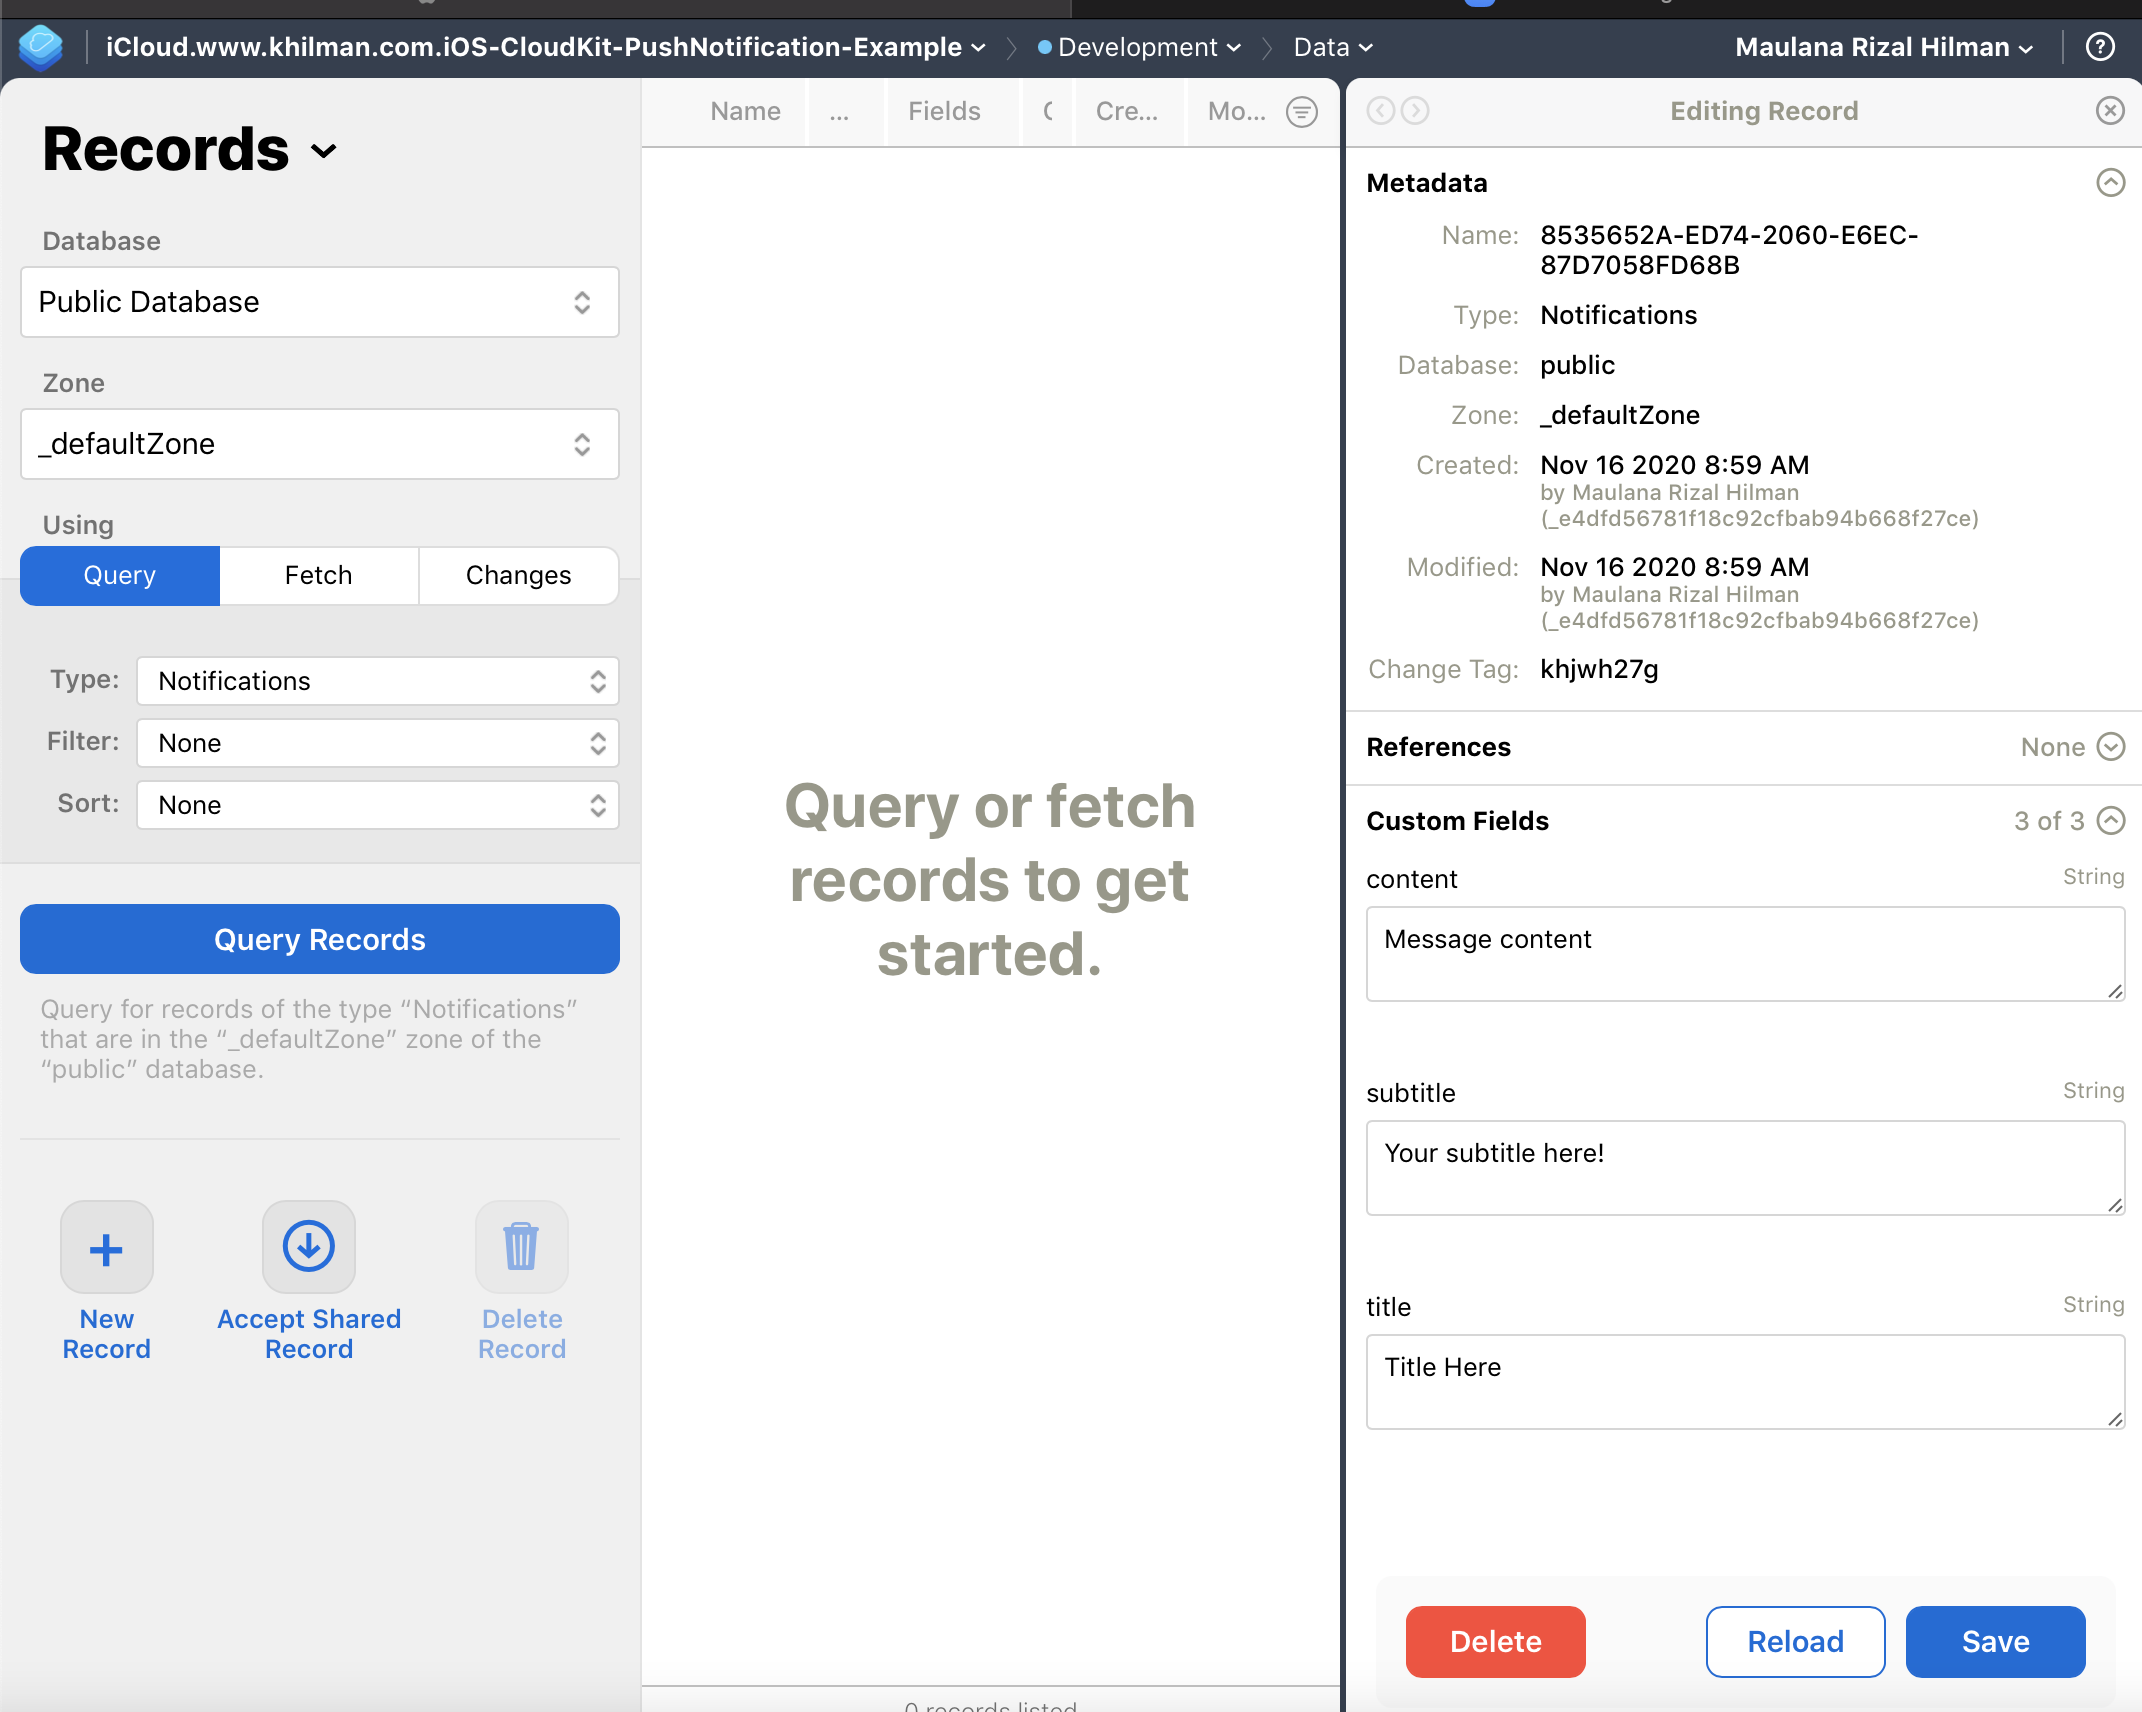 iCloud.www.khilman.com.iOS-CloudKit-PushNotification-Example
Development
Data
Maulana Rizal Hilman
Records
Database
Public Database
Zone
_defaultZone
Using
Query
Fetch
Changes
Type:
Notifications
Filter:
None
Sort:
None
Query Records
Query for records of the type “Notifications”
that are in the “_defaultZone” zone of the
“public” database.
New
Record
Accept Shared
Record
Delete
Record
Name
...
Fields
Cre...
Mo...
Query or fetch
records to get
started.
0 records listed
Editing Record
Metadata
Name:
8535652A-ED74-2060-E6EC-
87D7058FD68B
Type:
Notifications
Database:
public
Zone:
_defaultZone
Created:
Nov 16 2020 8:59 AM
by Maulana Rizal Hilman
(_e4dfd56781f18c92cfbab94b668f27ce)
Modified:
Nov 16 2020 8:59 AM
by Maulana Rizal Hilman
(_e4dfd56781f18c92cfbab94b668f27ce)
Change Tag:
khjwh27g
References
None
Custom Fields
3 of 3
content
String
Message content
subtitle
String
Your subtitle here!
title
String
Title Here
Delete
Reload
Save